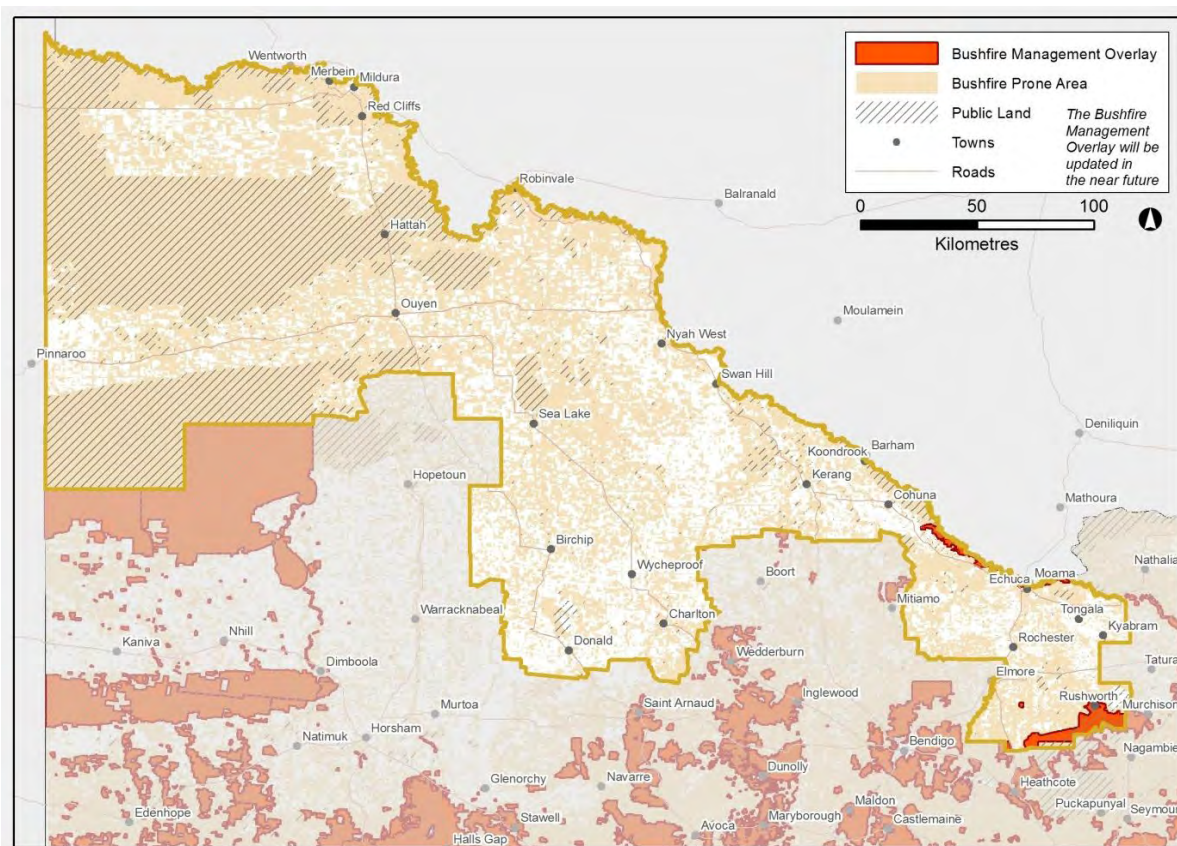 Bushfire Management Overlay
Bushfire Prone Area
Public Land
Towns
Roads
The Bushfire
Management
Overlay will be
updated in
the near future
0 50 100
Kilometres
Wentworth
Merbein
Mildura
Red Cliffs
Robinvale
Balranald
Hattah
Ouyen
Moulamein
Pinnaroo
Nyah West
Swan Hill
Sea Lake
Deniliquin
Barham
Koondrook
Hopetoun
Kerang
Cohuna
Mathoura
Birchip
Wycheproof
Boort
Echuca
Moama
Nathalia
Warracknabeal
Charlton
Mitiamo
Tongala
Kyabram
Kaniva
Nhill
Donald
Rochester
Dimboola
Wedderburn
Elmore
Tatura
Murtoa
Saint Arnaud
Inglewood
Rushworth
Murchison
Natimuk
Horsham
Bendigo
Nagambie
Glenorchy
Navarre
Dunolly
Heathcote
Edenhope
Stawell
Maldon
Puckapunyal
Seymour
Halls Gap
Avoca
Maryborough
Castlemaine